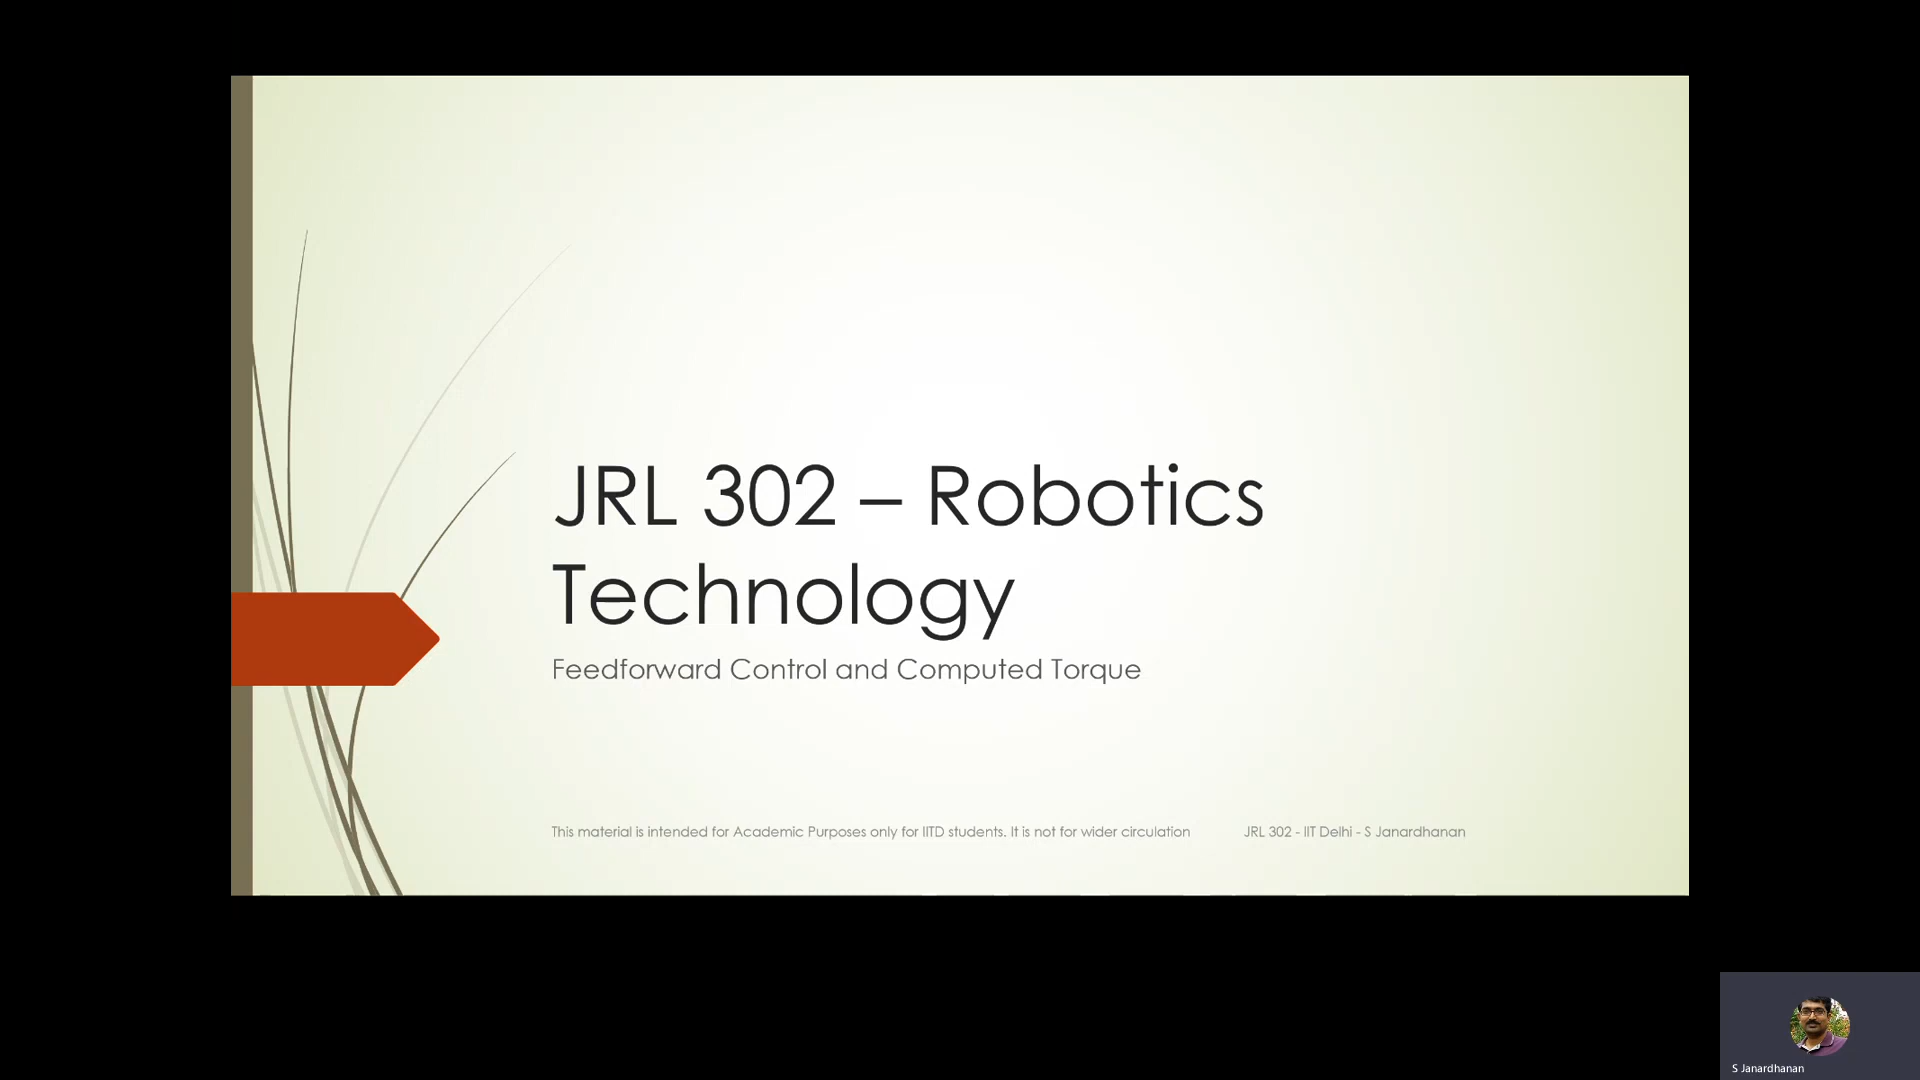 JRL 302 – Robotics
Technology
Feedforward Control and Computed Torque
This material is intended for Academic Purposes only for IITD students. It is not for wider circulation
JRL 302 - IIT Delhi - S Janardhanan
S Janardhanan